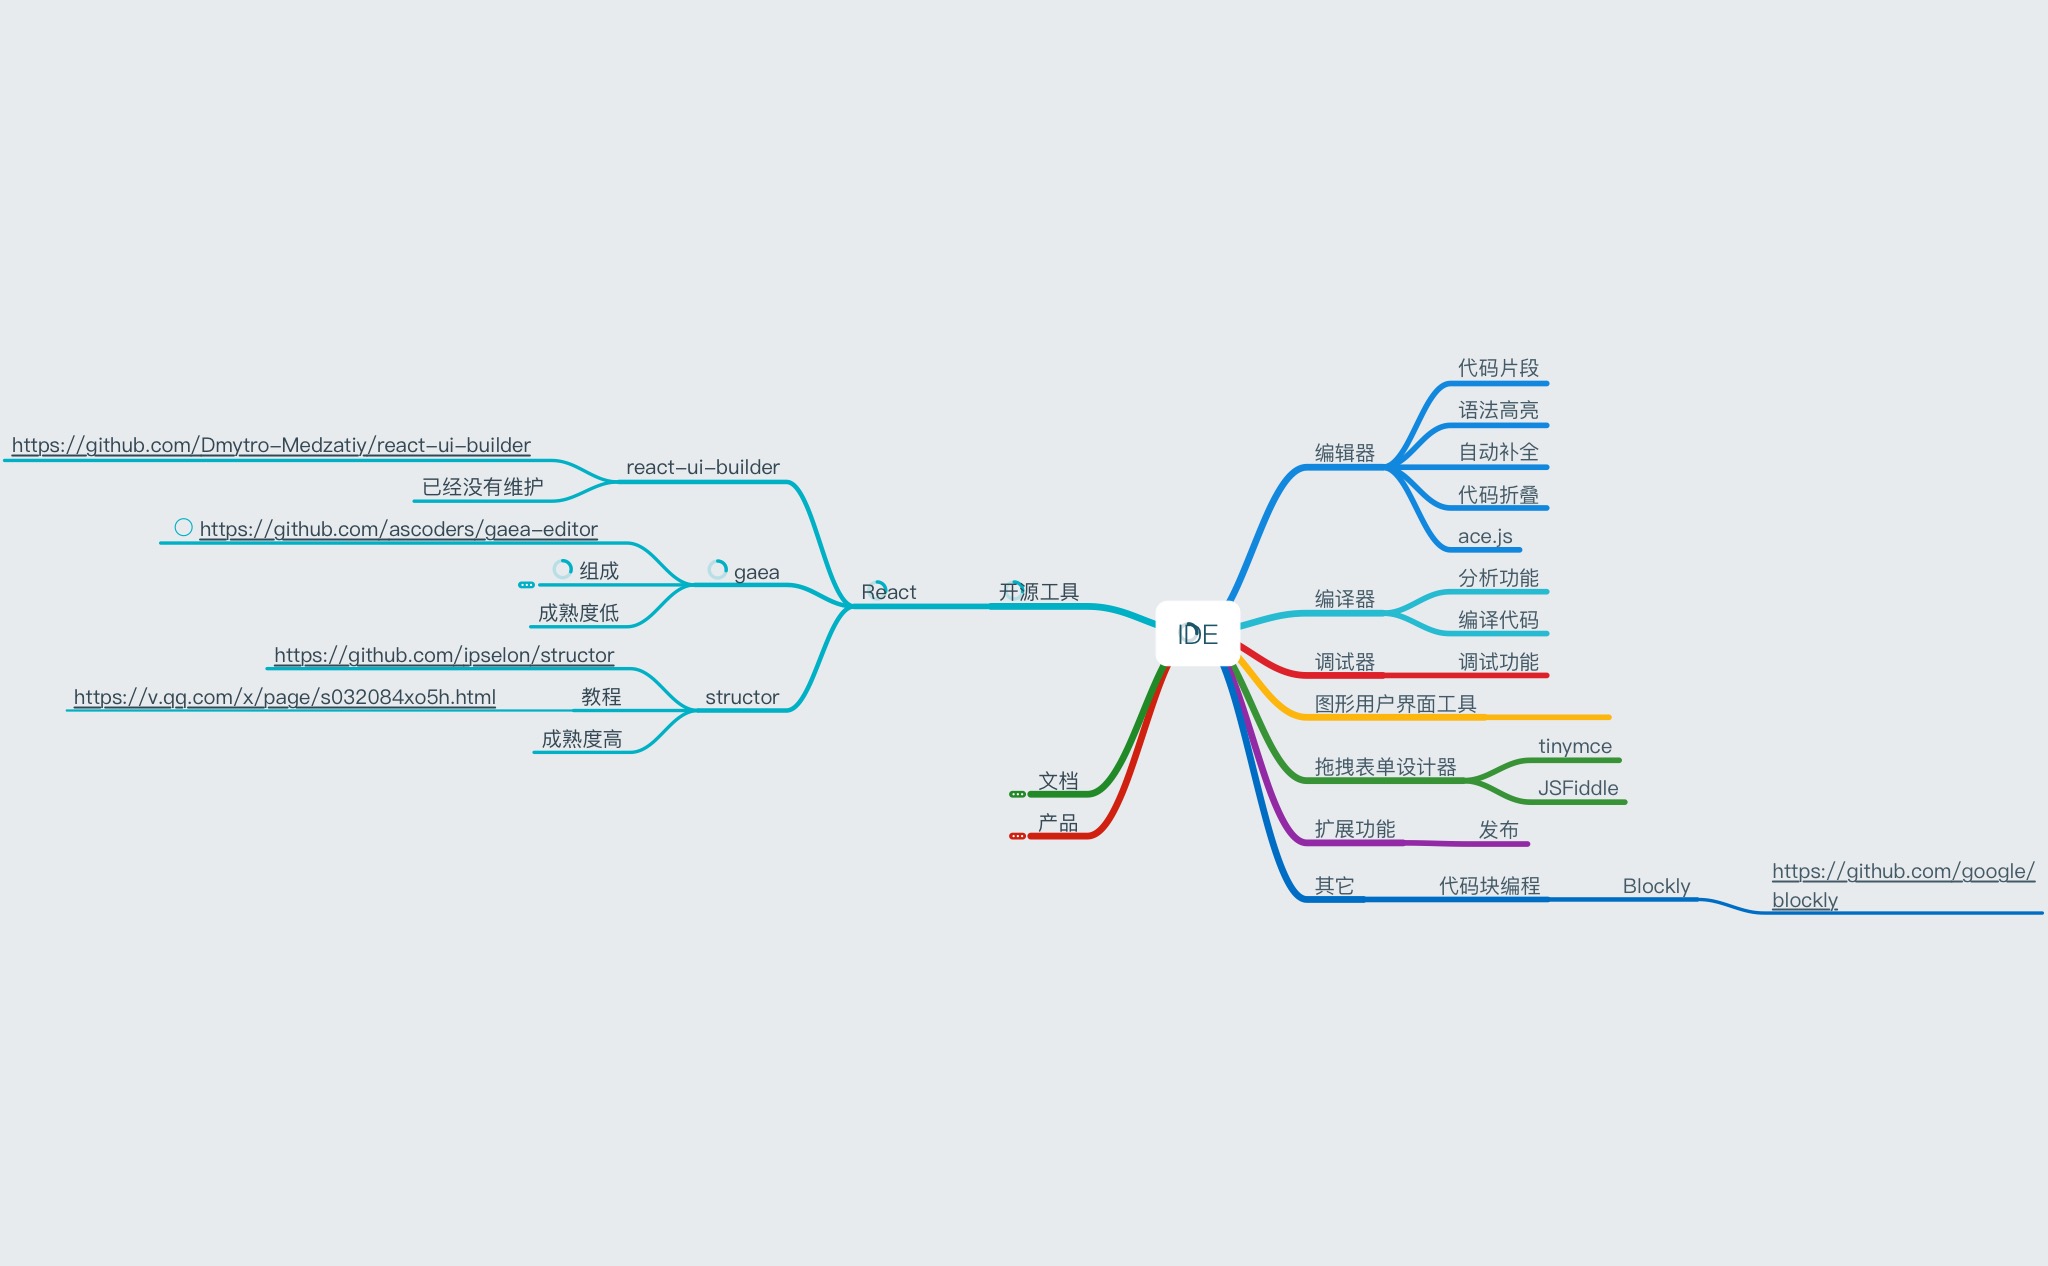 IDE
编辑器
代码片段
语法高亮
自动补全
代码折叠
ace.js
编译器
分析功能
编译代码
调试器
调试功能
图形用户界面工具
拖拽表单设计器
tinymce
JSFiddle
扩展功能
发布
其它
代码块编程
Blockly
https://github.com/google/
blockly
开源工具
React
react-ui-builder
https://github.com/Dmytro-Medzatiy/react-ui-builder
已经没有维护
gaea
https://github.com/ascoders/gaea-editor
组成
成熟度低
structor
https://github.com/ipselon/structor
教程
https://v.qq.com/x/page/s032084xo5h.html
成熟度高
文档
产品